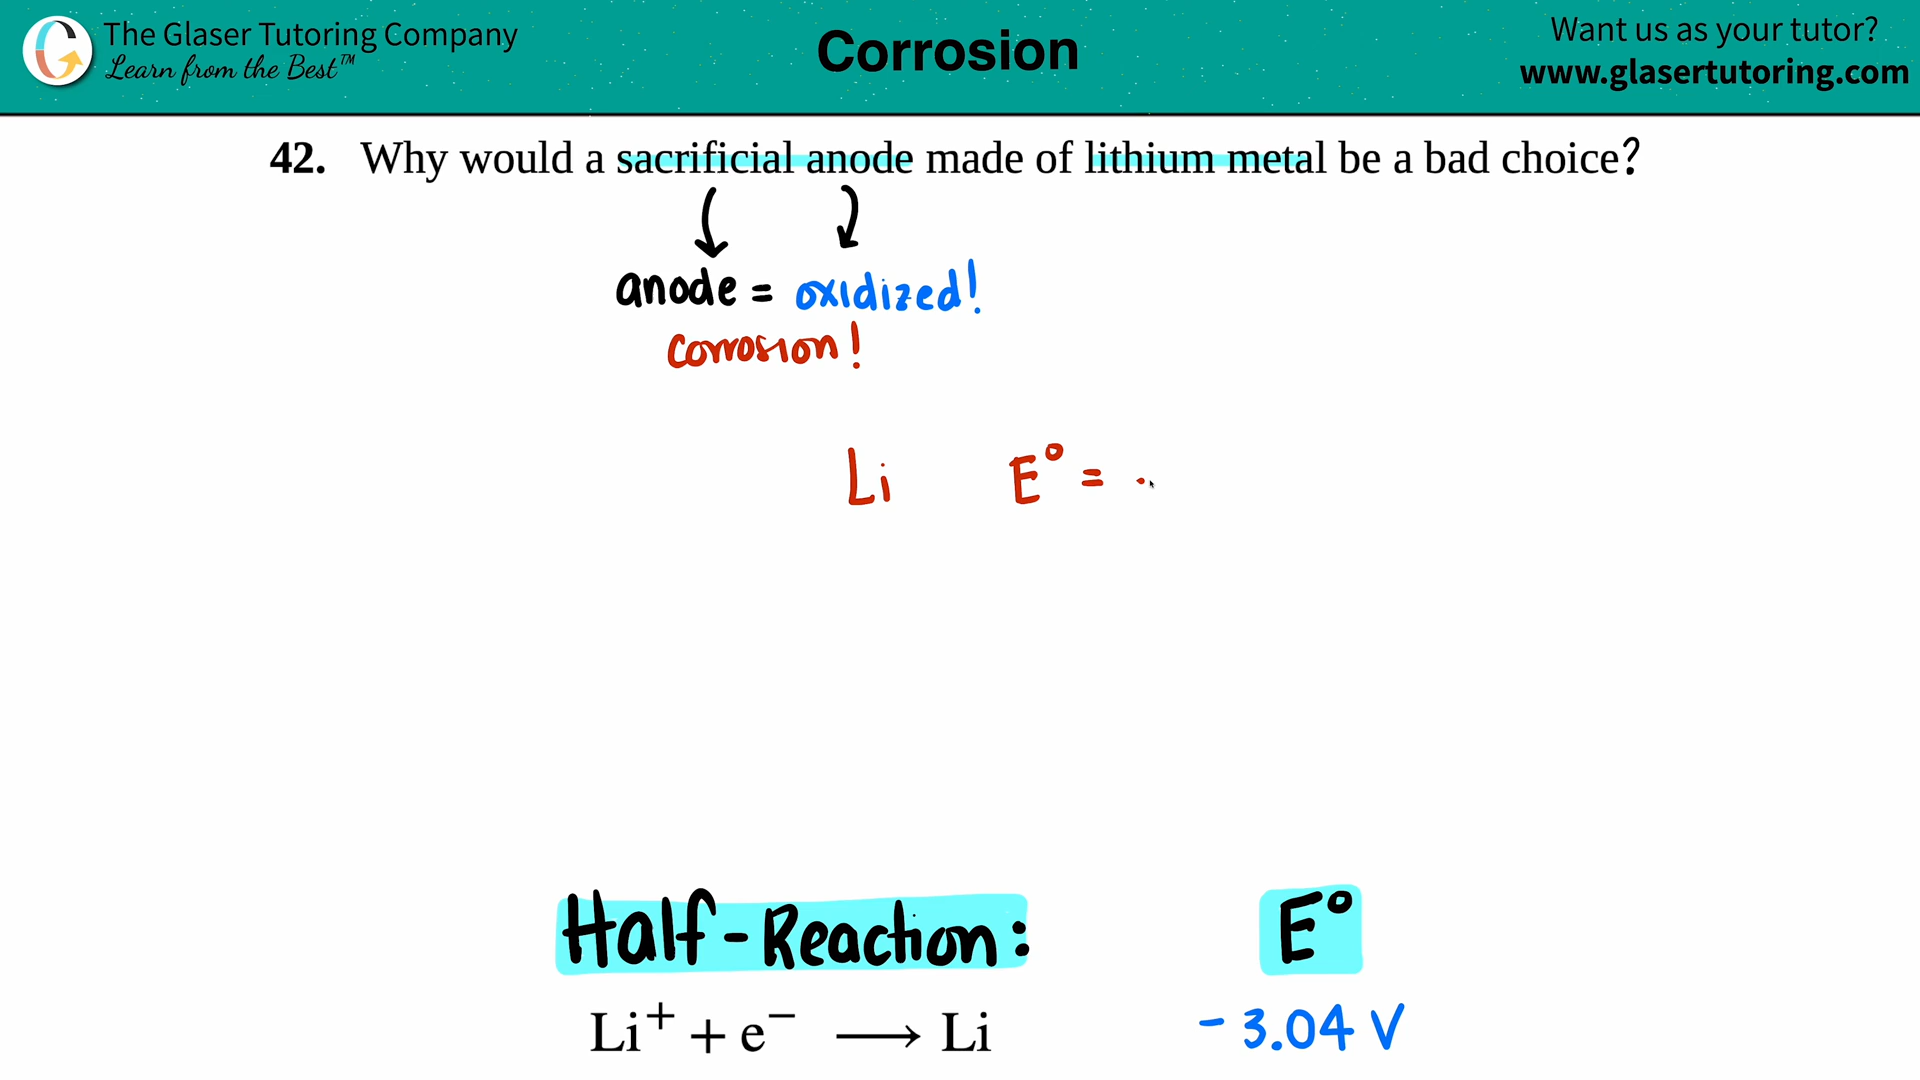 The Glaser Tutoring Company
Learn from the Best™
Corrosion
Want us as your tutor?
www.glasertutoring.com
42. Why would a sacrificial anode made of lithium metal be a bad choice?
anode = oxidized!
corrosion!
Li E° = -
Half-Reaction: E°
Li⁺ + e⁻ ⟶ Li -3.04 V